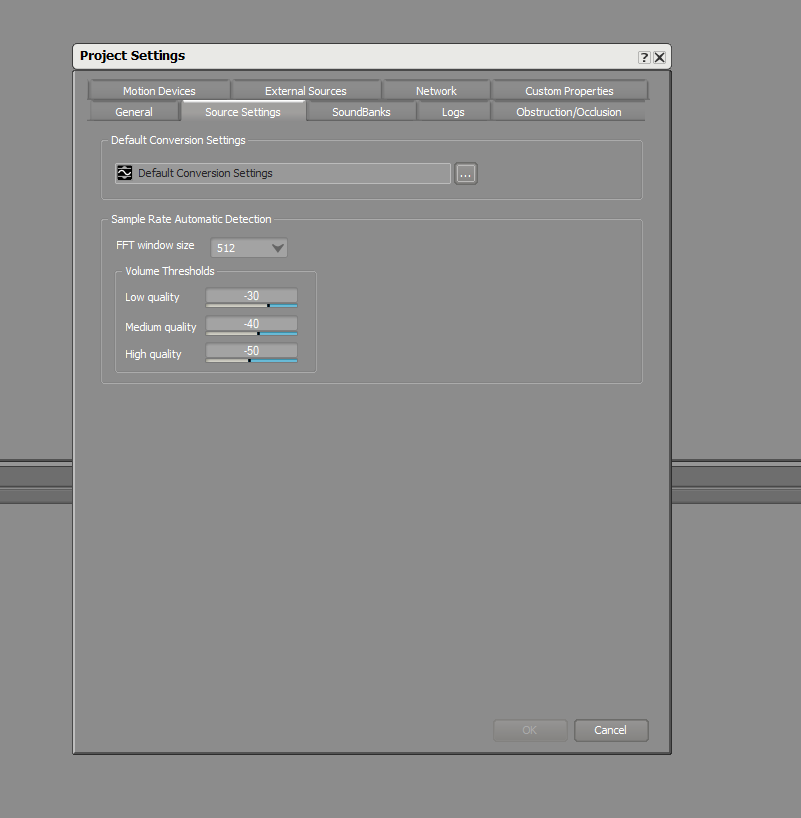 Project Settings
?
Motion Devices External Sources Network Custom Properties
General Source Settings SoundBanks Logs Obstruction/Occlusion
Default Conversion Settings
Default Conversion Settings ...
Sample Rate Automatic Detection
FFT window size 512
Volume Thresholds
Low quality -30
Medium quality -40
High quality -50
OK Cancel